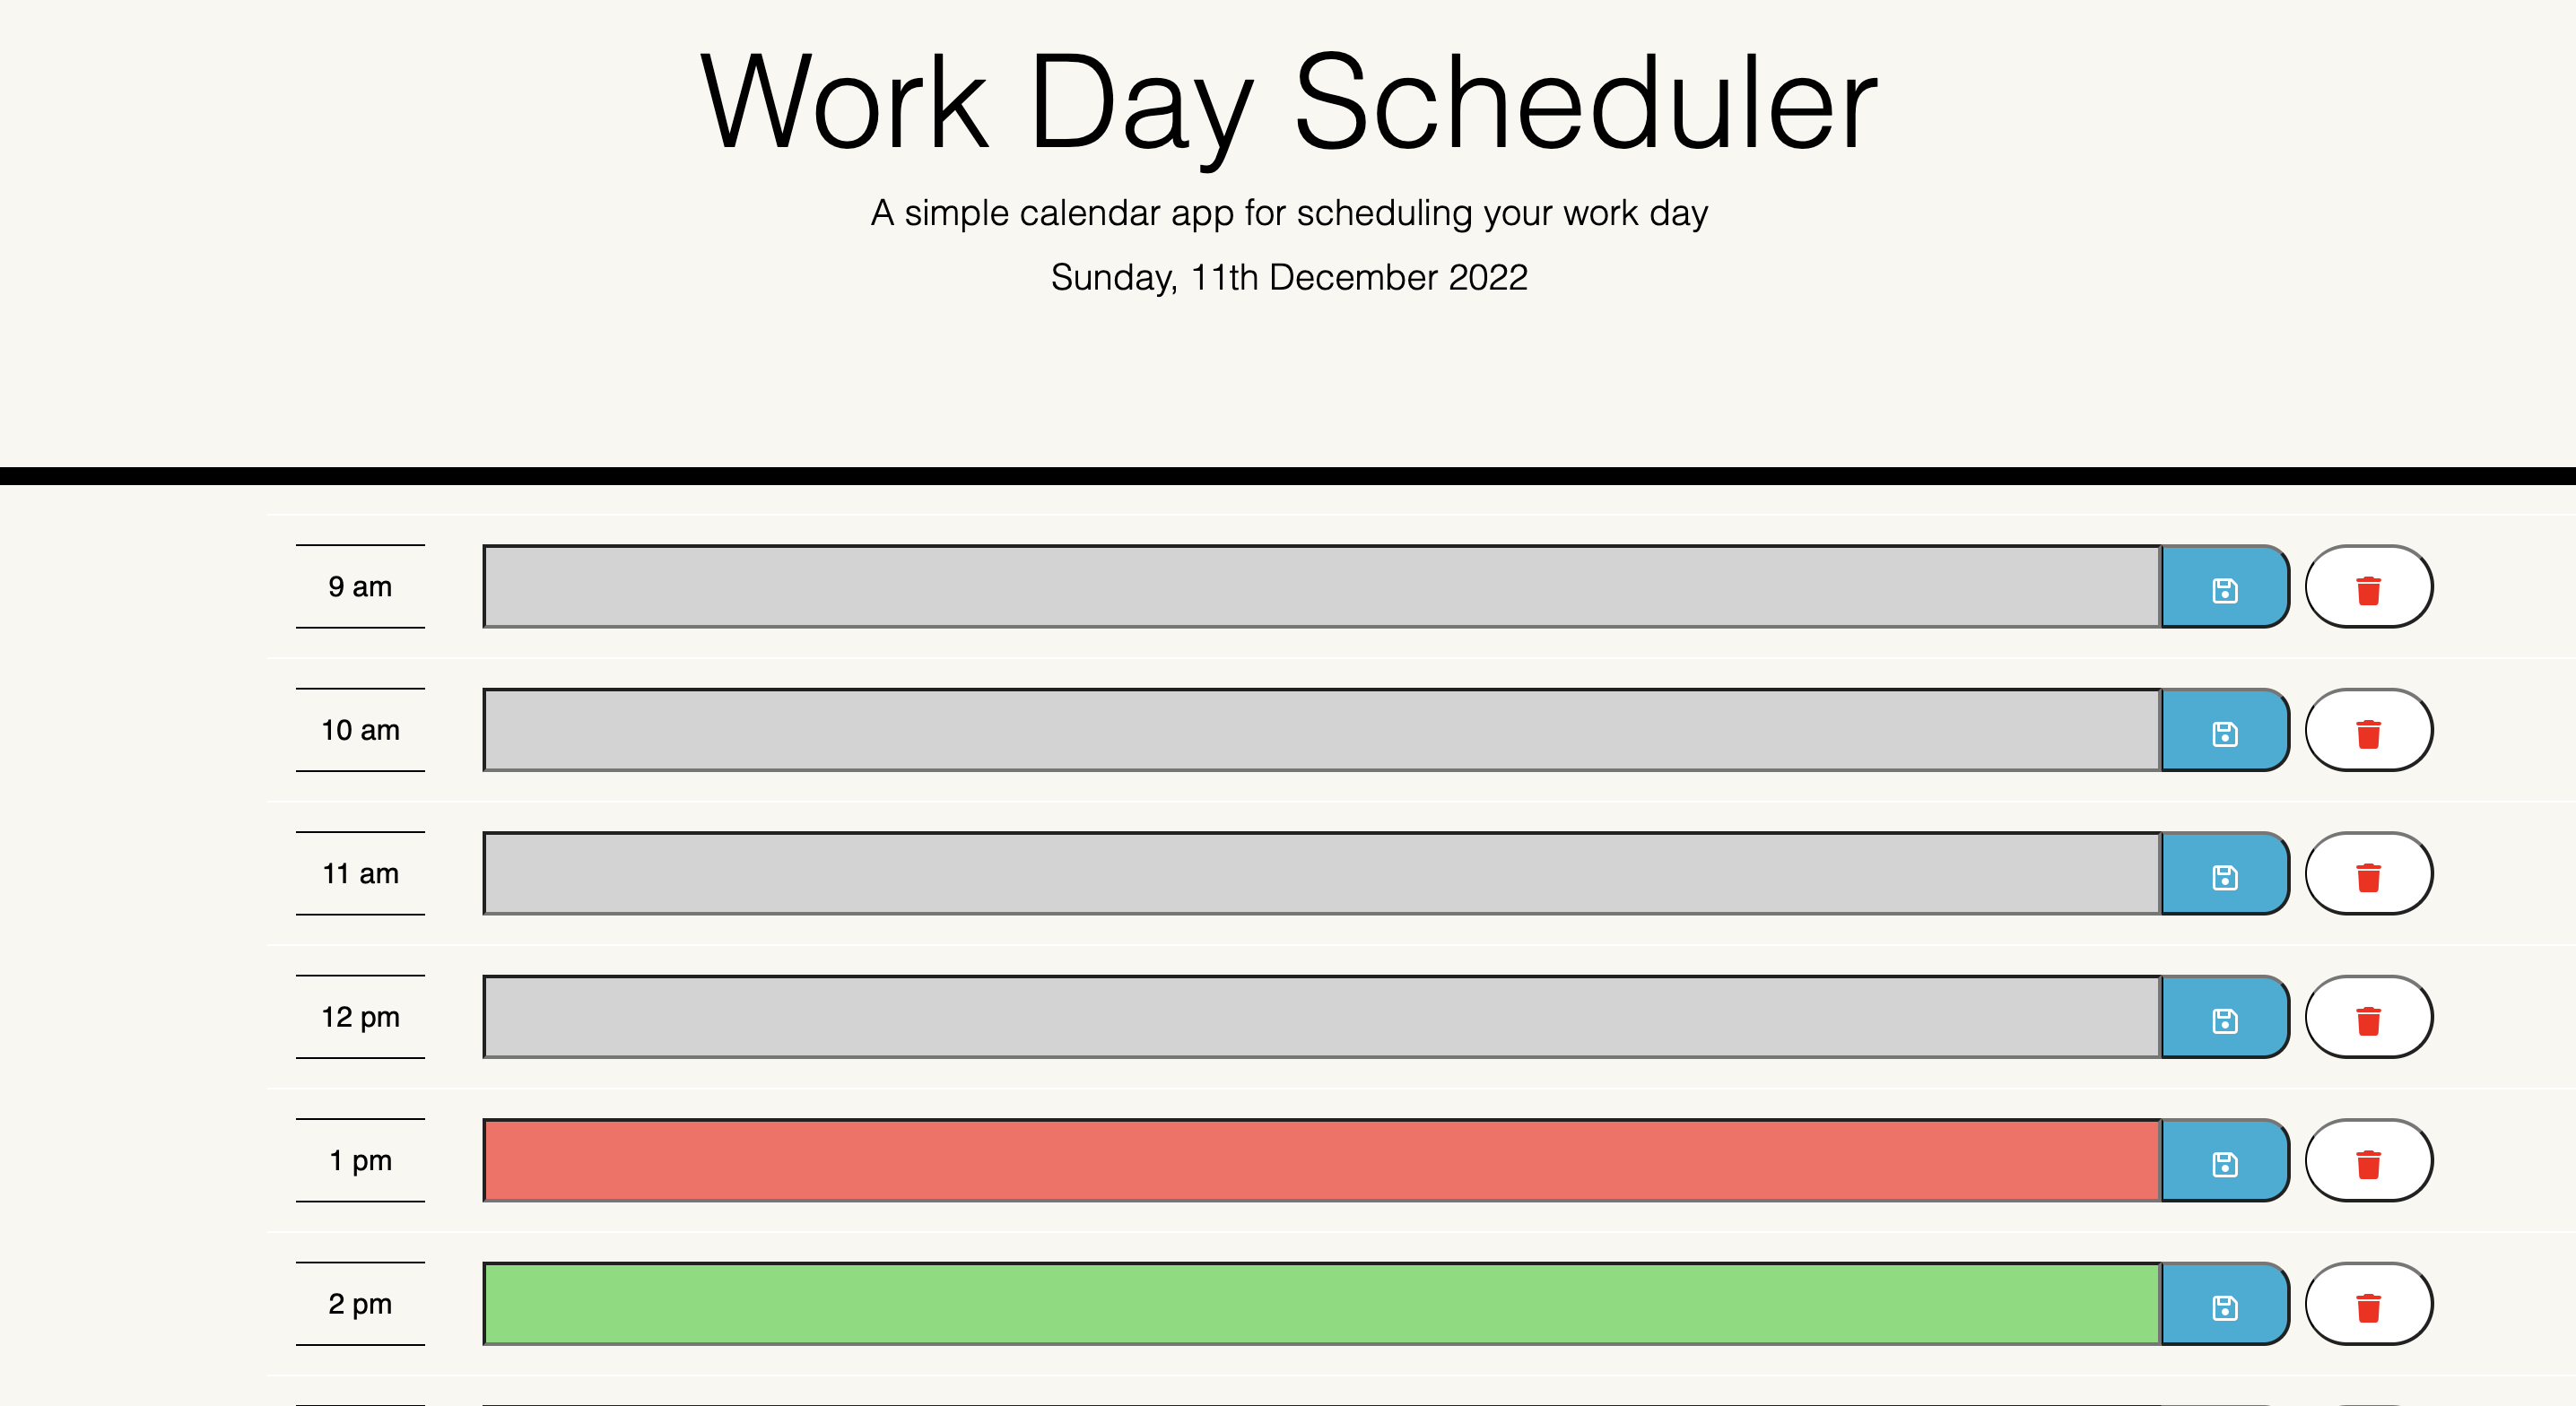 Work Day Scheduler
A simple calendar app for scheduling your work day
Sunday, 11th December 2022
9 am
10 am
11 am
12 pm
1 pm
2 pm